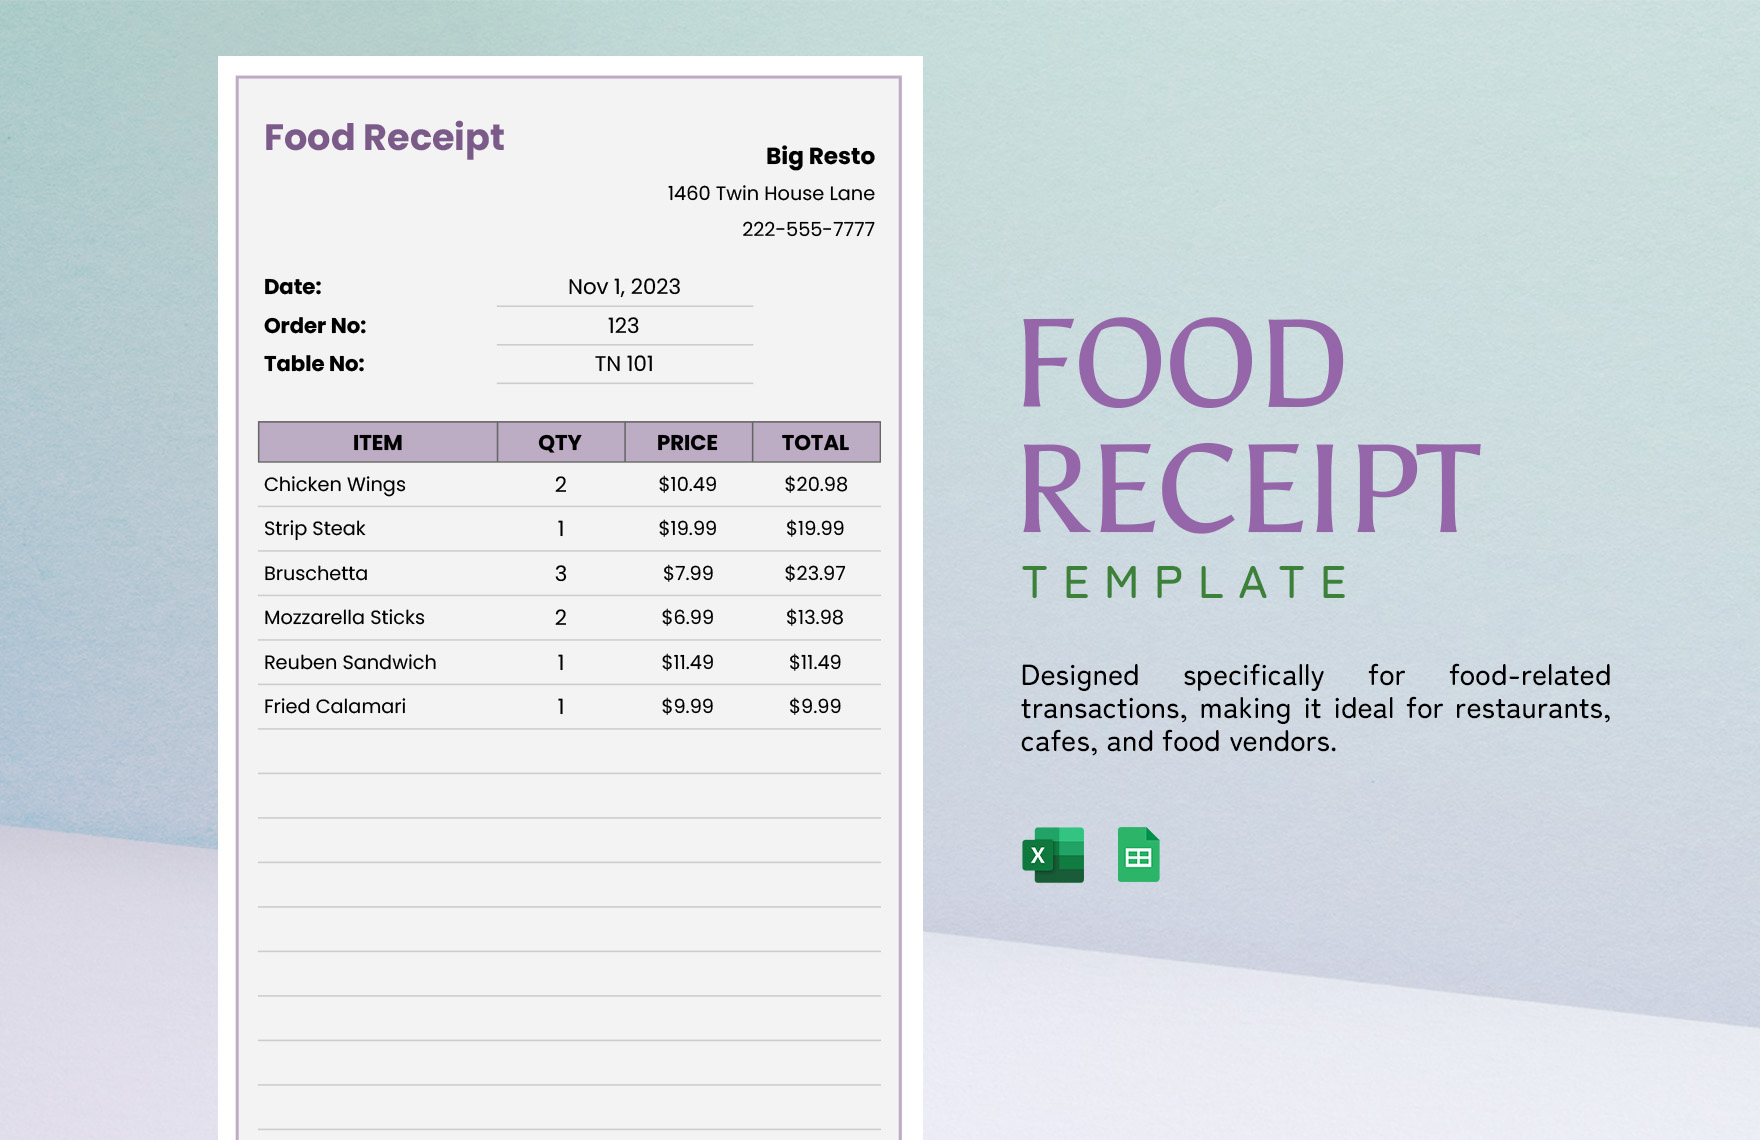 Food Receipt
Big Resto
1460 Twin House Lane
222-555-7777
Date: Nov 1, 2023
Order No: 123
Table No: TN 101
ITEM QTY PRICE TOTAL
Chicken Wings 2 $10.49 $20.98
Strip Steak 1 $19.99 $19.99
Bruschetta 3 $7.99 $23.97
Mozzarella Sticks 2 $6.99 $13.98
Reuben Sandwich 1 $11.49 $11.49
Fried Calamari 1 $9.99 $9.99
FOOD
RECEIPT
TEMPLATE
Designed specifically for food-related
transactions, making it ideal for restaurants,
cafes, and food vendors.
X